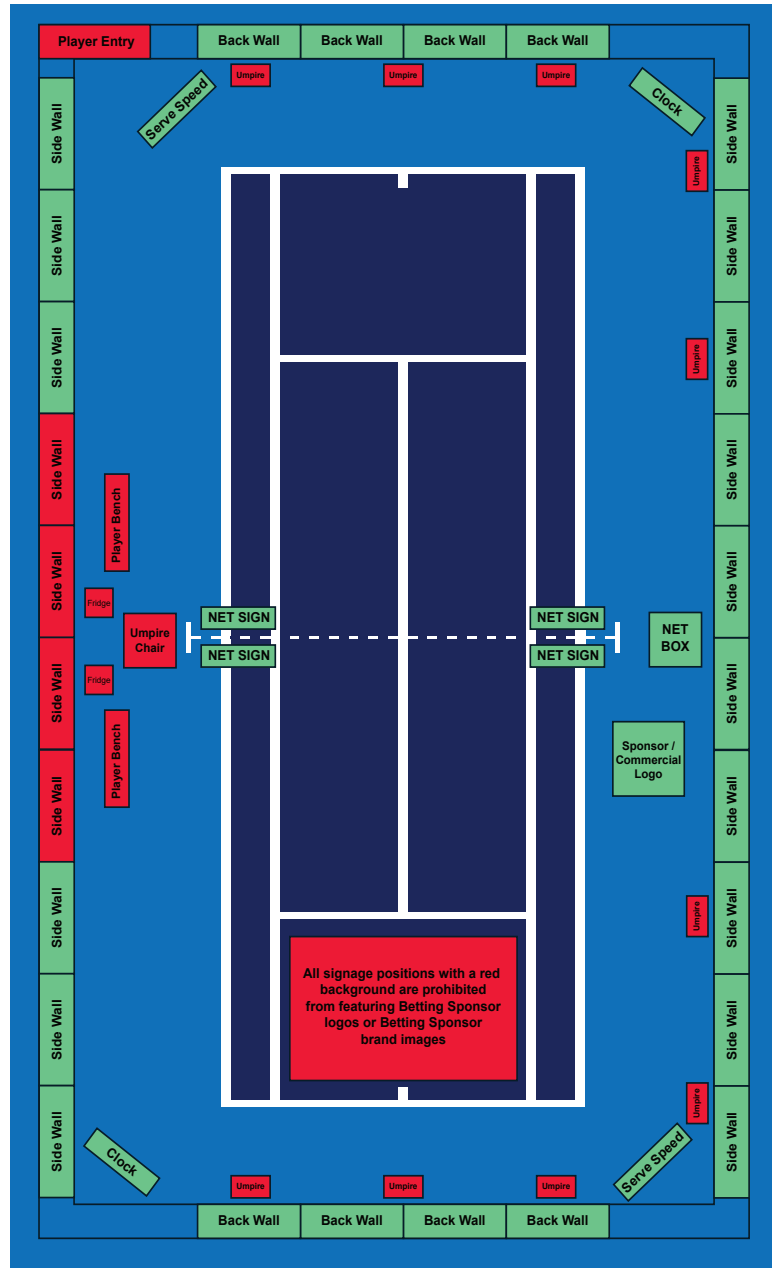 Player Entry
Back Wall
Back Wall
Back Wall
Back Wall
Umpire
Umpire
Umpire
Serve Speed
Clock
Side Wall
Side Wall
Umpire
Side Wall
Side Wall
Side Wall
Side Wall
Umpire
Side Wall
Side Wall
Player Bench
Side Wall
Side Wall
Fridge
Umpire
Chair
NET SIGN
NET SIGN
NET SIGN
NET SIGN
NET
BOX
Side Wall
Side Wall
Fridge
Player Bench
Sponsor /
Commercial
Logo
Side Wall
Side Wall
Side Wall
Side Wall
Umpire
All signage positions with a red
background are prohibited
from featuring Betting Sponsor
logos or Betting Sponsor
brand images
Side Wall
Side Wall
Side Wall
Side Wall
Umpire
Clock
Serve Speed
Umpire
Umpire
Umpire
Back Wall
Back Wall
Back Wall
Back Wall